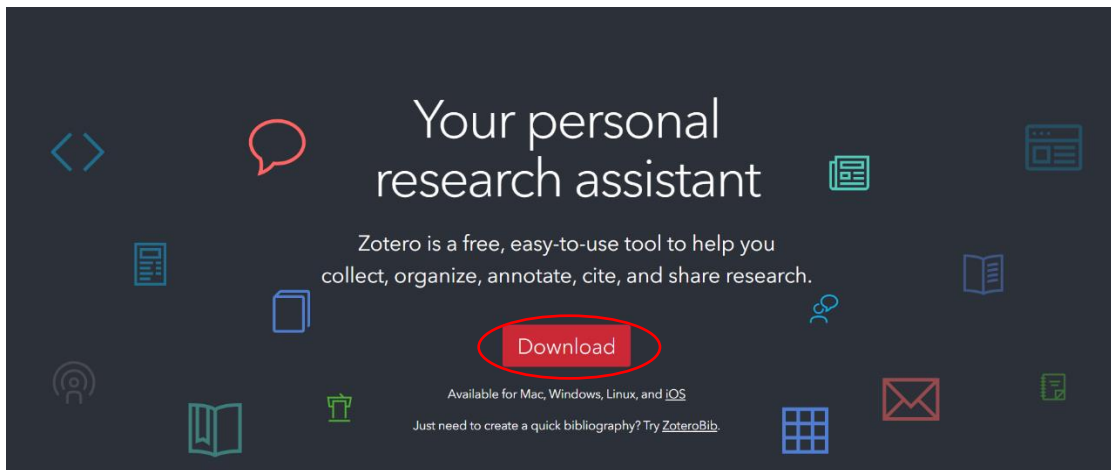 Your personal
research assistant
Zotero is a free, easy-to-use tool to help you
collect, organize, annotate, cite, and share research.
Download
Available for Mac, Windows, Linux, and iOS
Just need to create a quick bibliography? Try ZoteroBib.